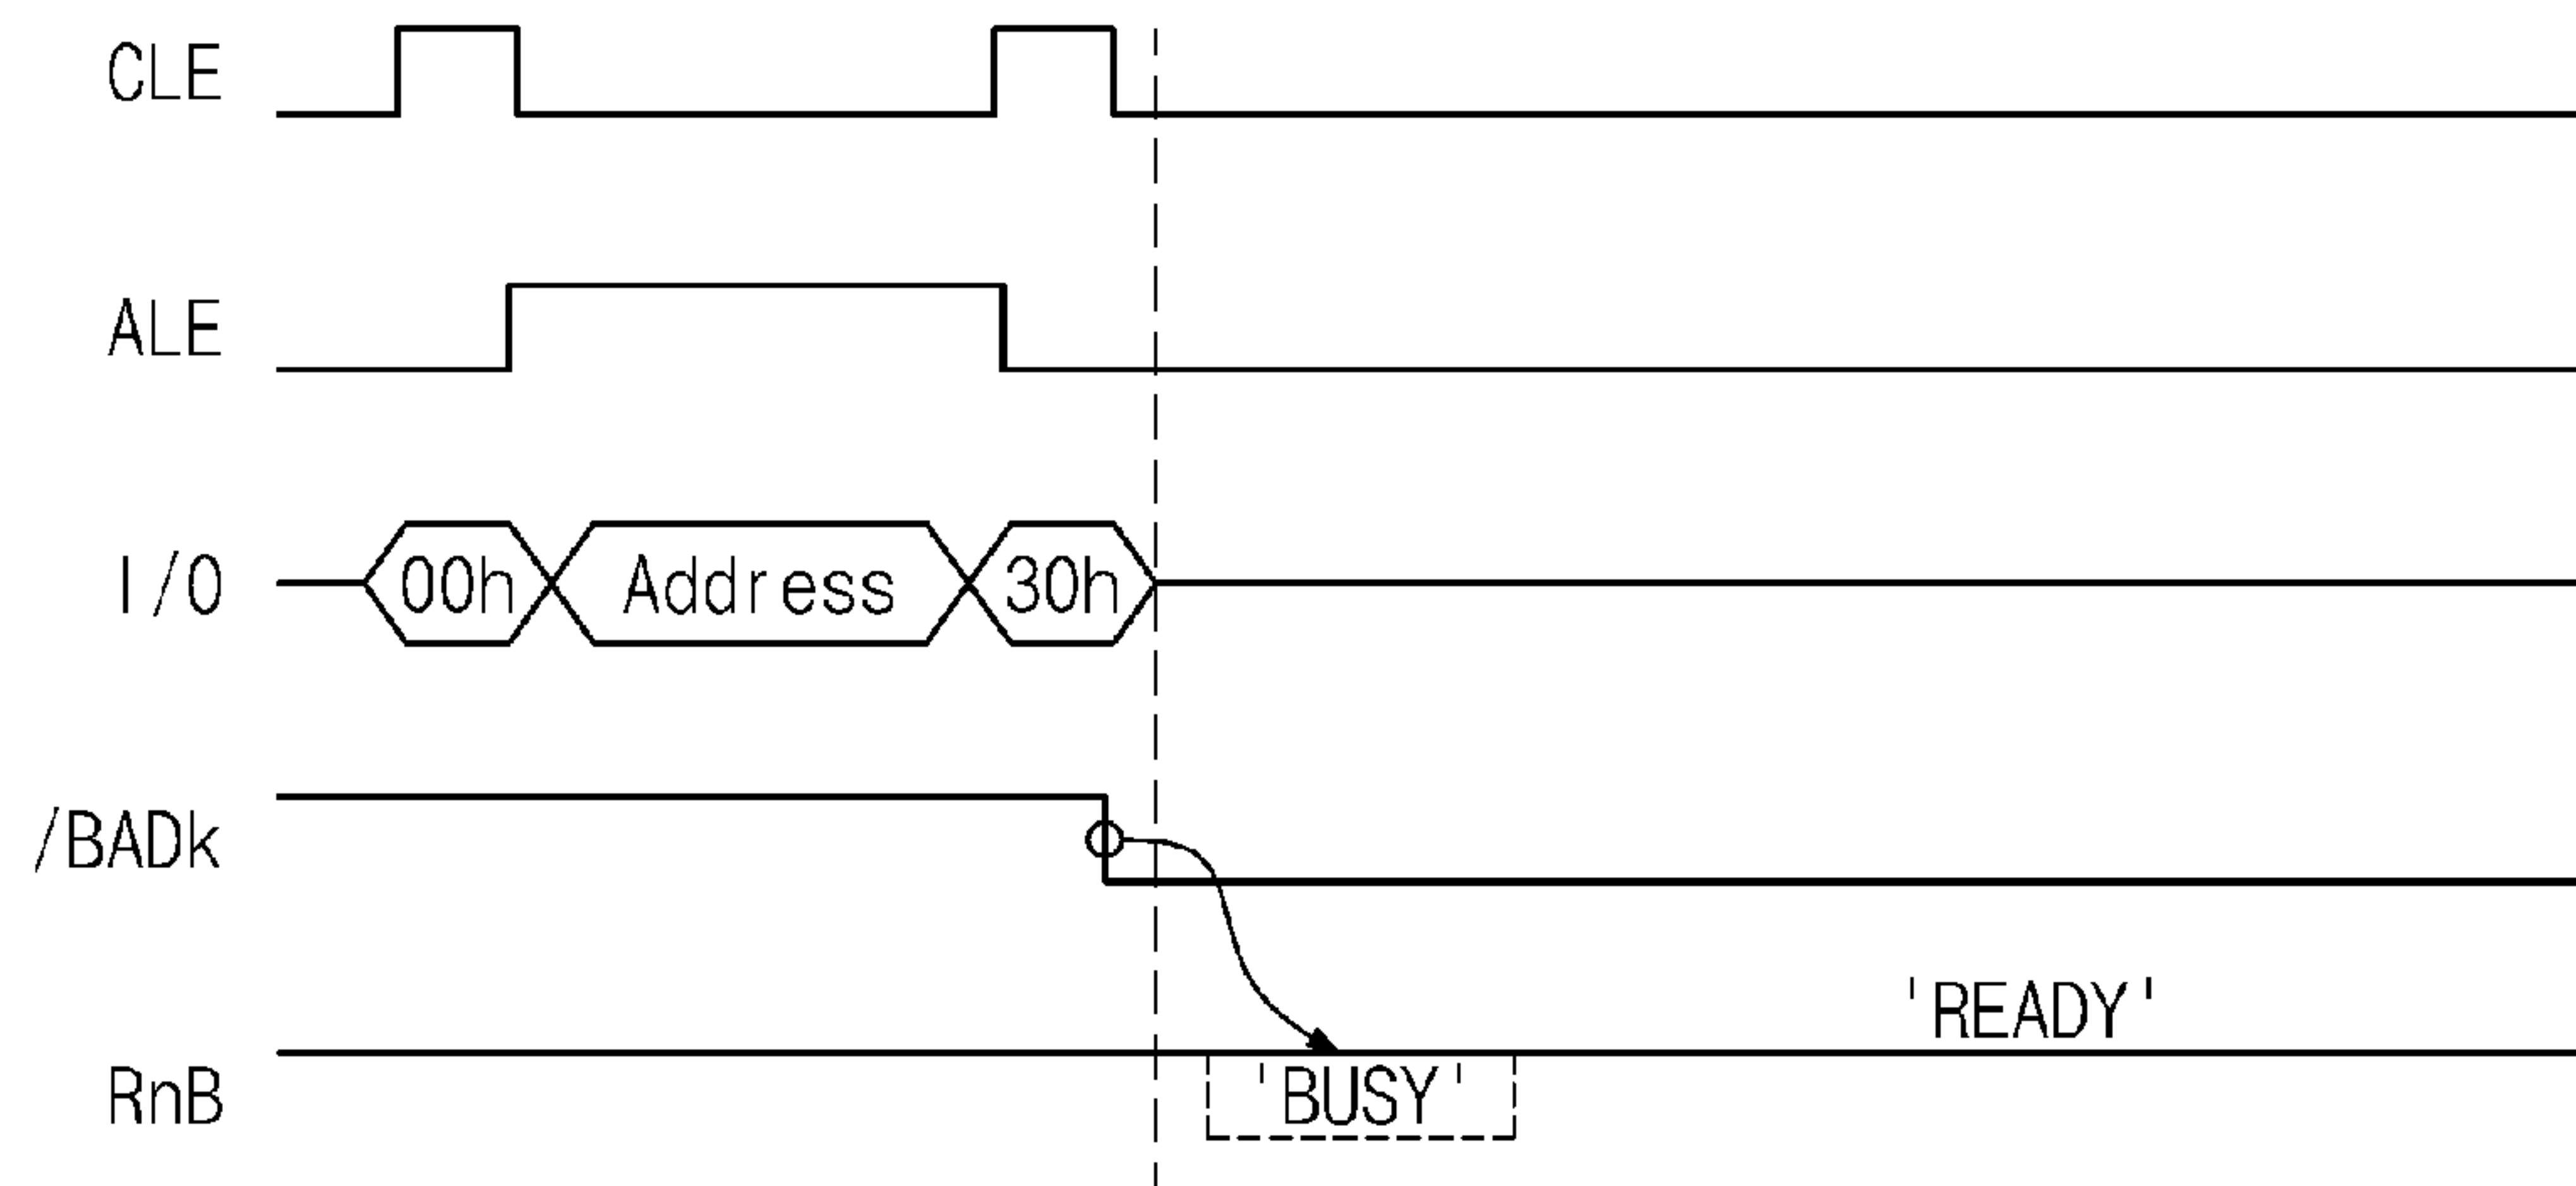 CLE
ALE
I/O 00h Address 30h
/BADk
'READY'
RnB 'BUSY'